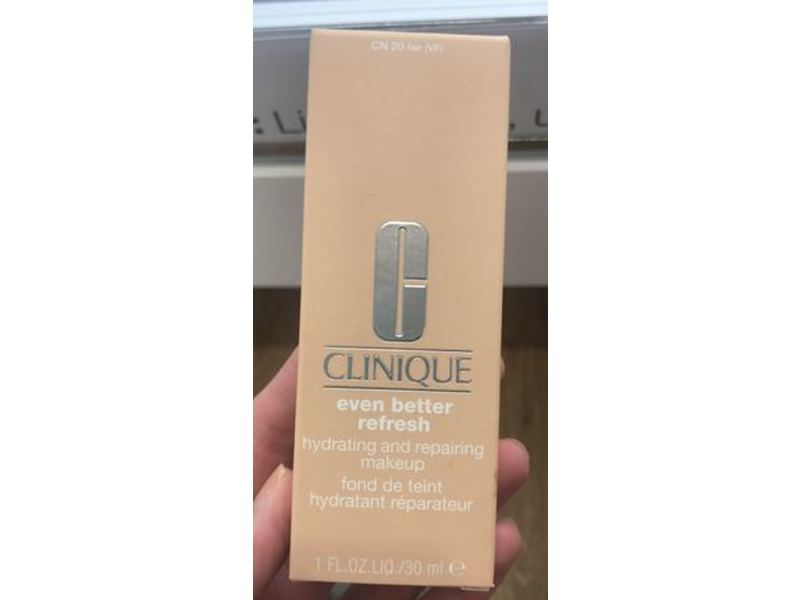 CN 20 fair (VF)
: Li
CLINIQUE
even better
refresh
hydrating and repairing
makeup
fond de teint
hydratant réparateur
1 FL.OZ.LIQ./30 ml e